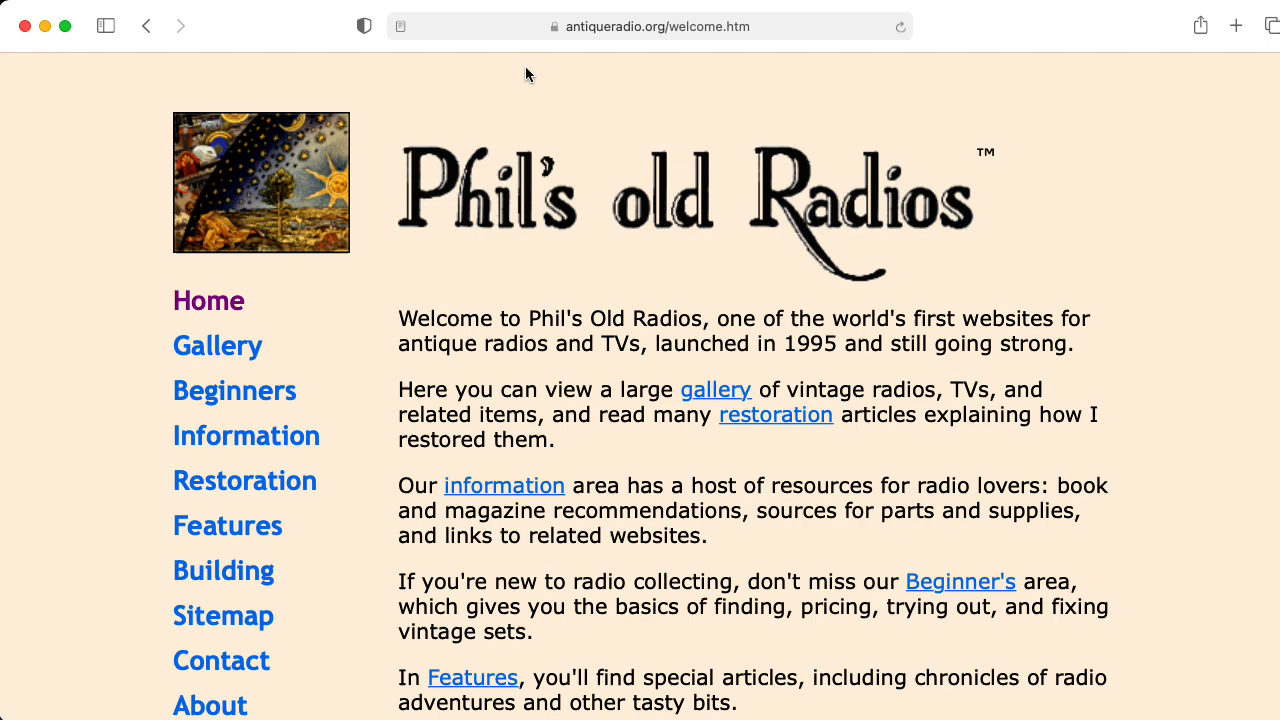 antiqueradio.org/welcome.htm
Phil's old Radios™
Home
Gallery
Beginners
Information
Restoration
Features
Building
Sitemap
Contact
About
Welcome to Phil's Old Radios, one of the world's first websites for
antique radios and TVs, launched in 1995 and still going strong.
Here you can view a large gallery of vintage radios, TVs, and
related items, and read many restoration articles explaining how I
restored them.
Our information area has a host of resources for radio lovers: book
and magazine recommendations, sources for parts and supplies,
and links to related websites.
If you're new to radio collecting, don't miss our Beginner's area,
which gives you the basics of finding, pricing, trying out, and fixing
vintage sets.
In Features, you'll find special articles, including chronicles of radio
adventures and other tasty bits.